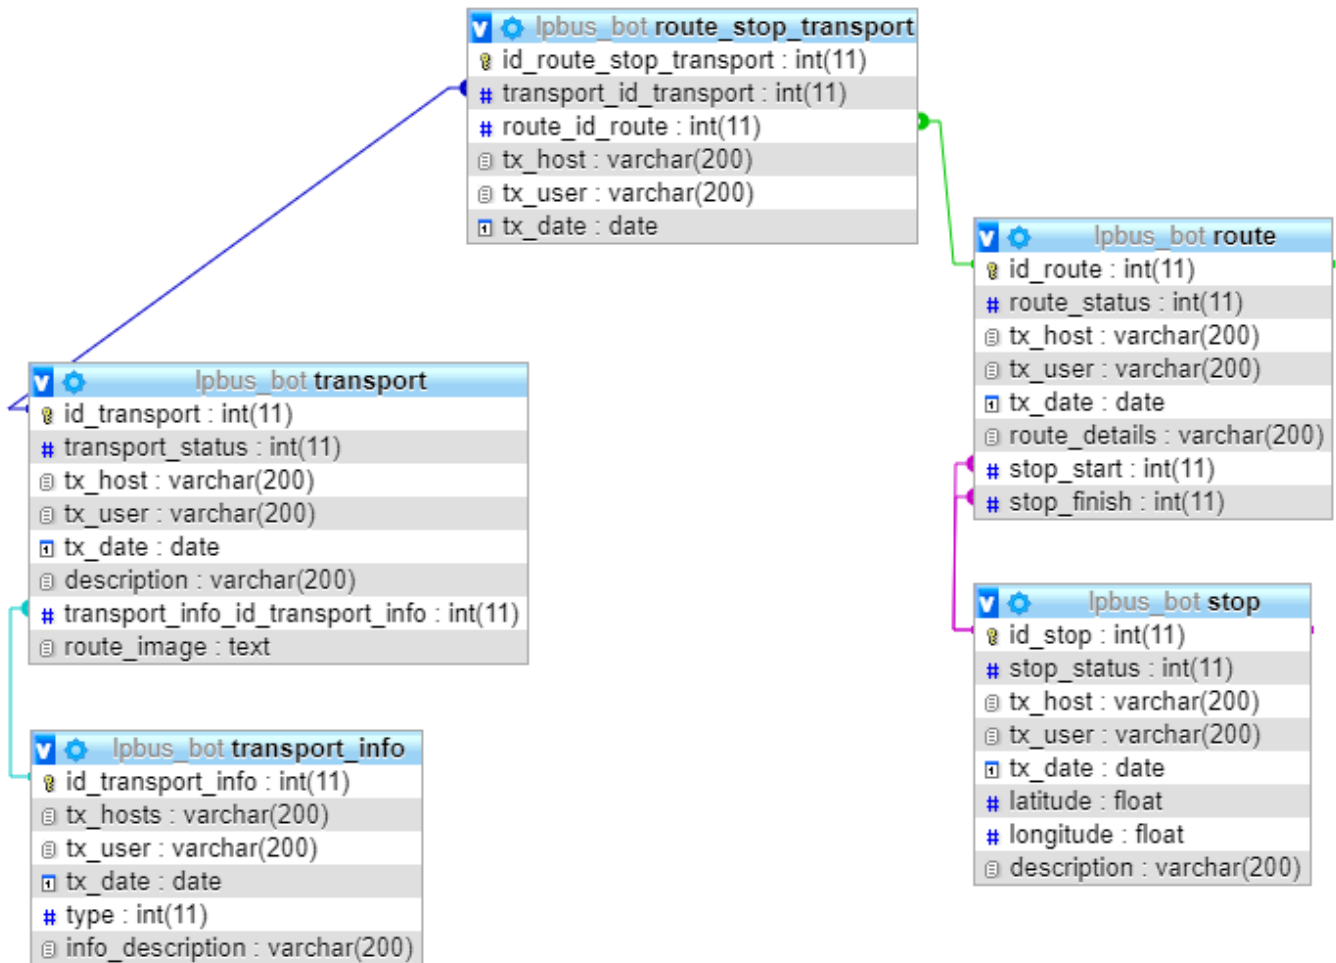 lpbus_bot route_stop_transport
id_route_stop_transport : int(11)
# transport_id_transport : int(11)
# route_id_route : int(11)
tx_host : varchar(200)
tx_user : varchar(200)
tx_date : date
lpbus_bot route
id_route : int(11)
# route_status : int(11)
tx_host : varchar(200)
tx_user : varchar(200)
tx_date : date
route_details : varchar(200)
# stop_start : int(11)
# stop_finish : int(11)
lpbus_bot transport
id_transport : int(11)
# transport_status : int(11)
tx_host : varchar(200)
tx_user : varchar(200)
tx_date : date
description : varchar(200)
# transport_info_id_transport_info : int(11)
route_image : text
lpbus_bot stop
id_stop : int(11)
# stop_status : int(11)
tx_host : varchar(200)
tx_user : varchar(200)
tx_date : date
# latitude : float
# longitude : float
description : varchar(200)
lpbus_bot transport_info
id_transport_info : int(11)
tx_hosts : varchar(200)
tx_user : varchar(200)
tx_date : date
# type : int(11)
info_description : varchar(200)